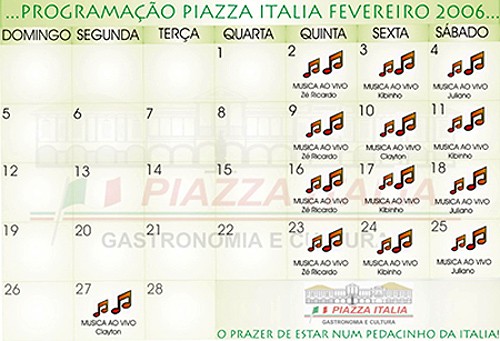 ...PROGRAMAÇÃO PIAZZA ITALIA FEVEREIRO 2006...
DOMINGO SEGUNDA TERÇA QUARTA QUINTA SEXTA SÁBADO
1 2 3 4
MUSICA AO VIVO MUSICA AO VIVO MUSICA AO VIVO
Zé Ricardo Kibinho Juliano
5 6 7 8 9 10 11
MUSICA AO VIVO MUSICA AO VIVO MUSICA AO VIVO
Zé Ricardo Clayton Kibinho
12 13 14 15 16 17 18
PIAZZA ITALIA
MUSICA AO VIVO MUSICA AO VIVO MUSICA AO VIVO
Zé Ricardo Kibinho Juliano
19 20 21 22 23 24 25
GASTRONOMIA E CULTURA
MUSICA AO VIVO MUSICA AO VIVO MUSICA AO VIVO
Zé Ricardo Kibinho Juliano
26 27 28
MUSICA AO VIVO
Clayton
PIAZZA ITALIA
GASTRONOMIA E CULTURA
O PRAZER DE ESTAR NUM PEDACINHO DA ITALIA!